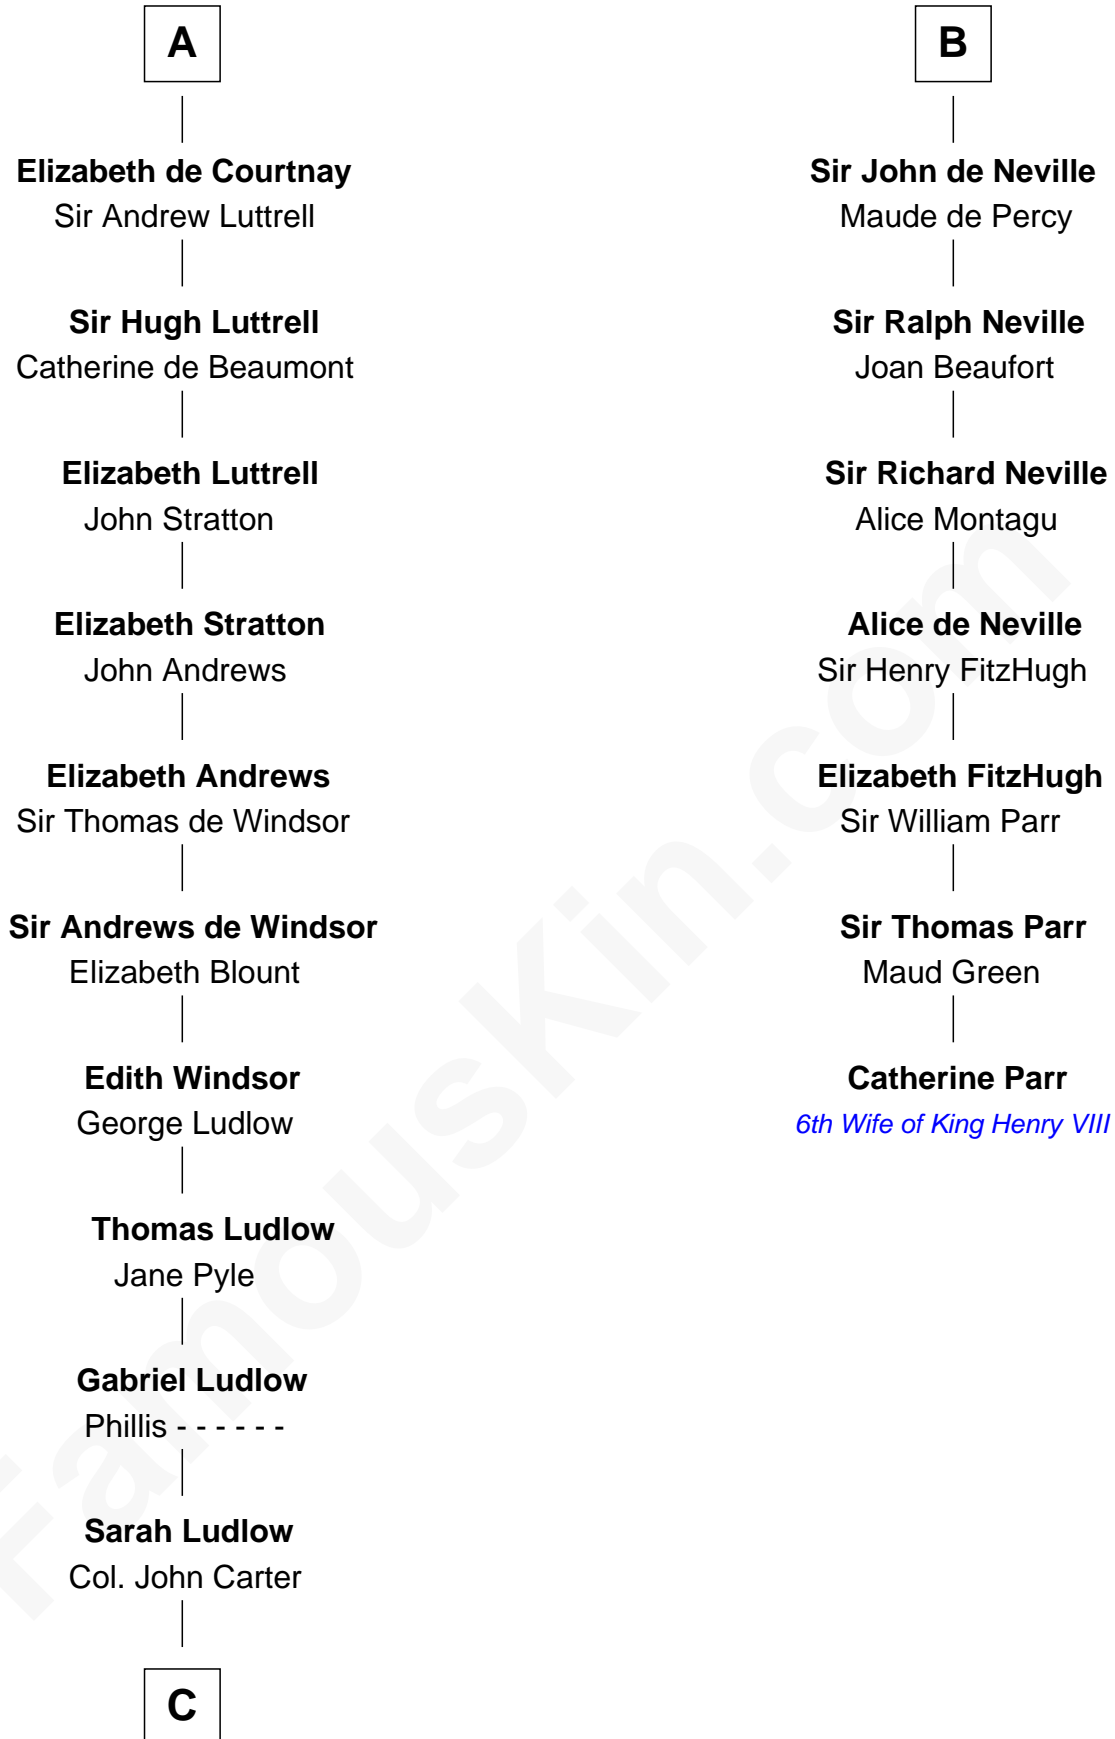 A
Elizabeth de Courtnay
Sir Andrew Luttrell
Sir Hugh Luttrell
Catherine de Beaumont
Elizabeth Luttrell
John Stratton
Elizabeth Stratton
John Andrews
Elizabeth Andrews
Sir Thomas de Windsor
Sir Andrews de Windsor
Elizabeth Blount
Edith Windsor
George Ludlow
Thomas Ludlow
Jane Pyle
Gabriel Ludlow
Phillis - - - - - -
Sarah Ludlow
Col. John Carter
C
B
Sir John de Neville
Maude de Percy
Sir Ralph Neville
Joan Beaufort
Sir Richard Neville
Alice Montagu
Alice de Neville
Sir Henry FitzHugh
Elizabeth FitzHugh
Sir William Parr
Sir Thomas Parr
Maud Green
Catherine Parr
6th Wife of King Henry VIII
FamousKin.com